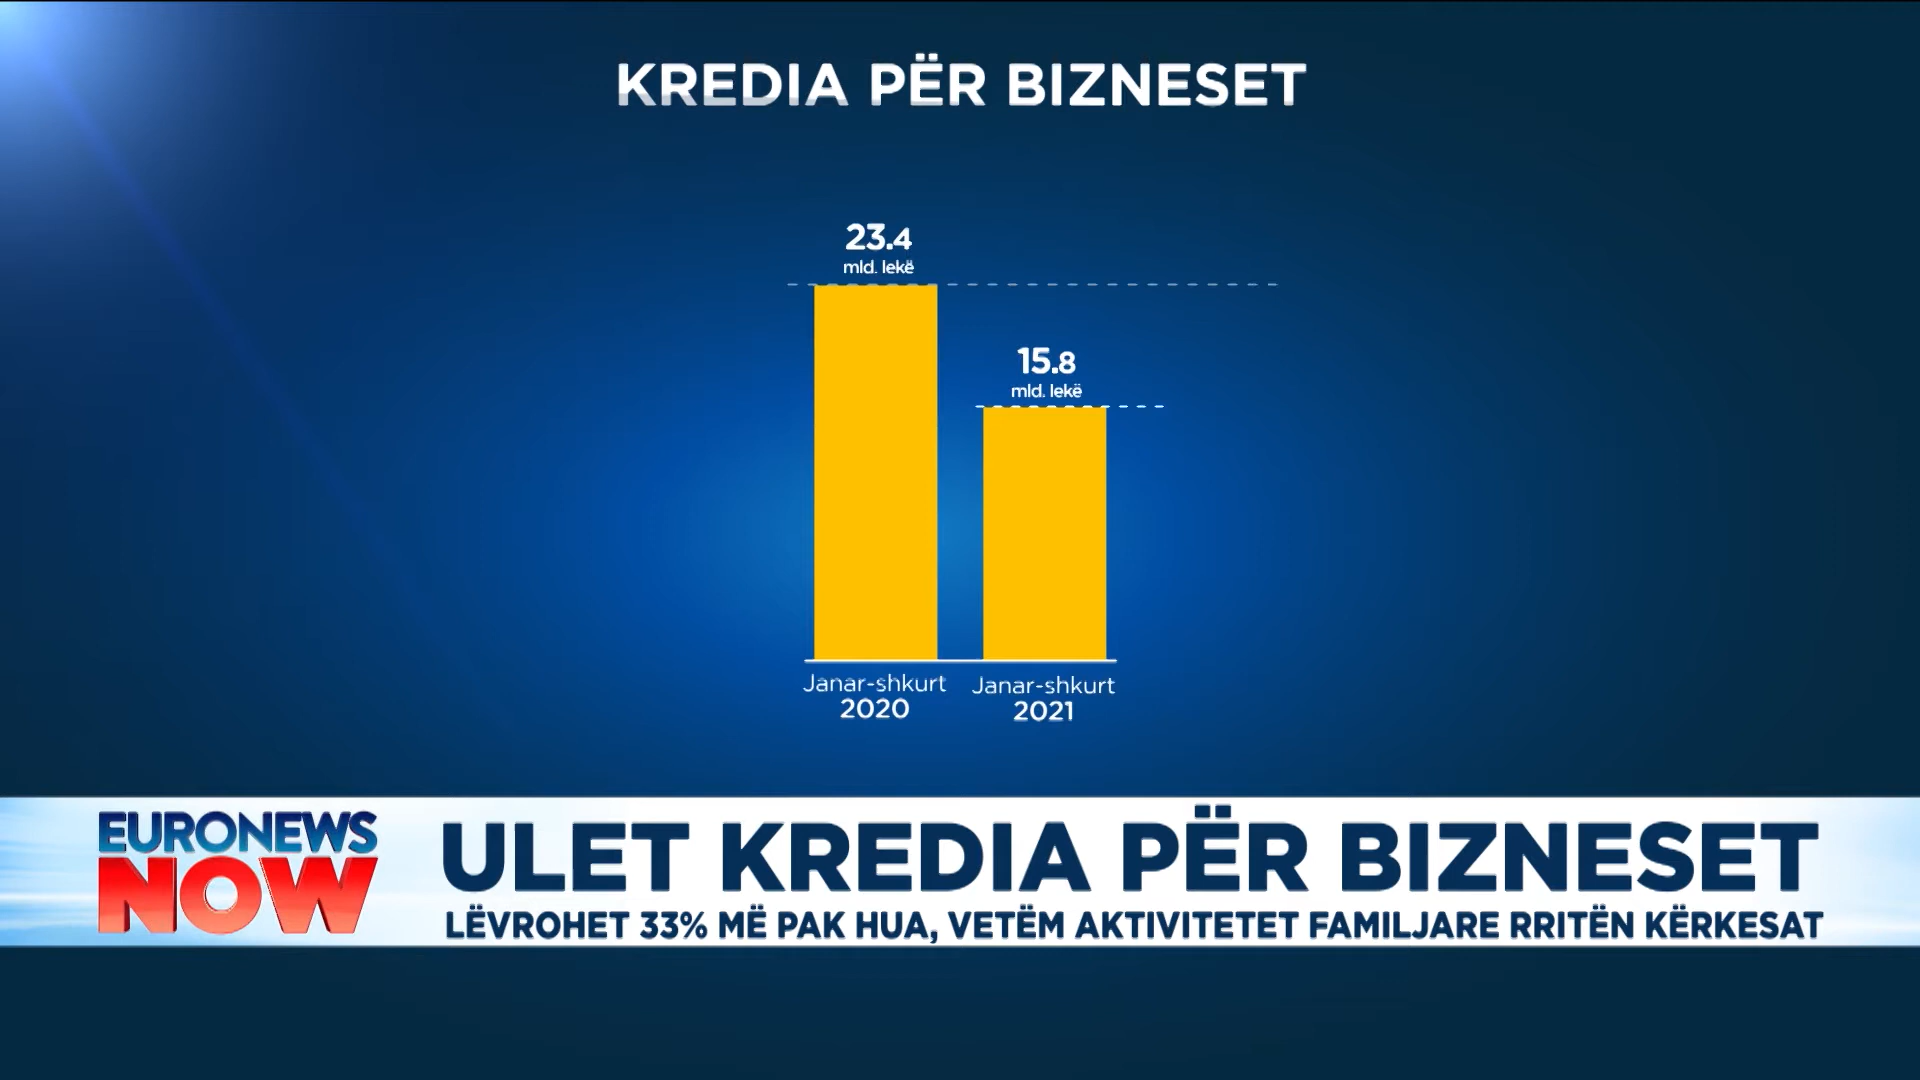 KREDIA PËR BIZNESET
23.4
mld. lekë
15.8
mld. lekë
Janar-shkurt
2020
Janar-shkurt
2021
EURONEWS
NOW
ULET KREDIA PËR BIZNESET
LËVROHET 33% MË PAK HUA, VETËM AKTIVITETET FAMILJARE RRITËN KËRKESAT